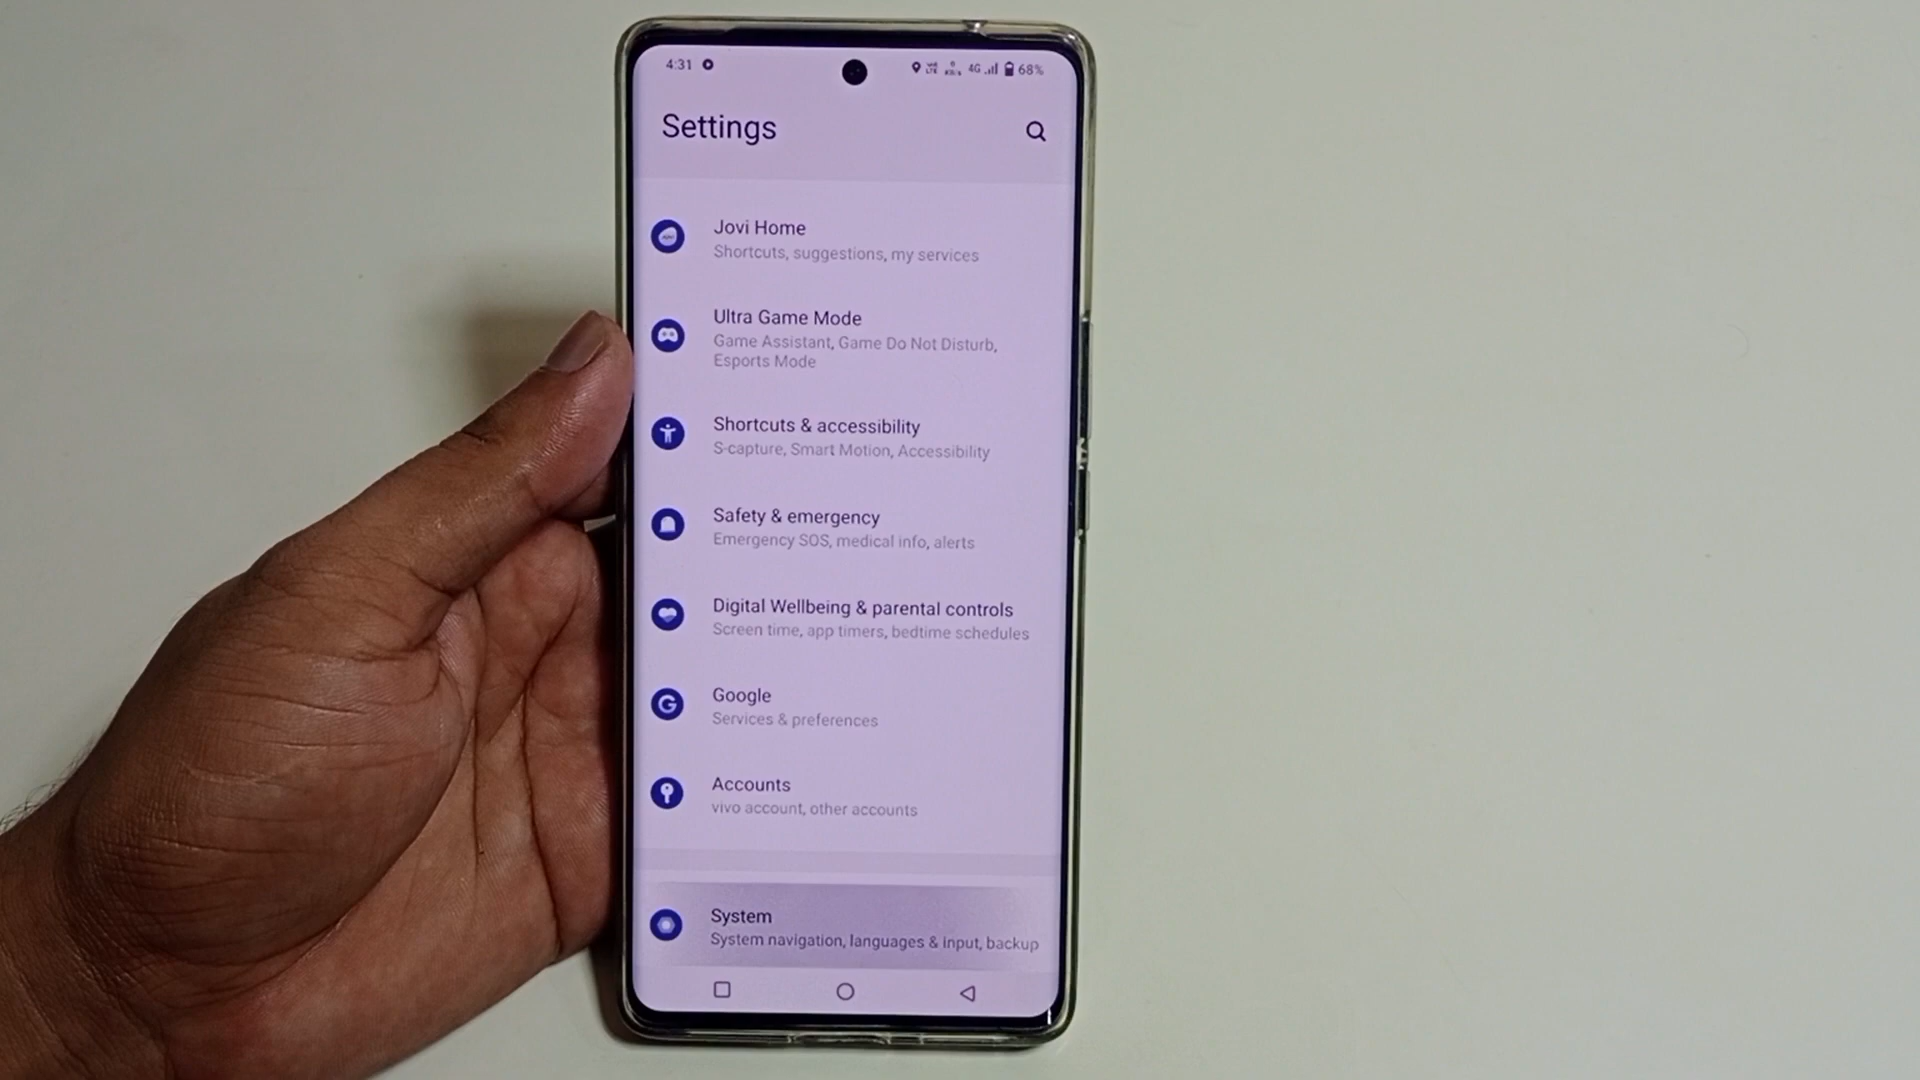 4:31
4G 68%
Settings
Jovi Home
Shortcuts, suggestions, my services
Ultra Game Mode
Game Assistant, Game Do Not Disturb,
Esports Mode
Shortcuts & accessibility
S-capture, Smart Motion, Accessibility
Safety & emergency
Emergency SOS, medical info, alerts
Digital Wellbeing & parental controls
Screen time, app timers, bedtime schedules
Google
Services & preferences
Accounts
vivo account, other accounts
System
System navigation, languages & input, backup